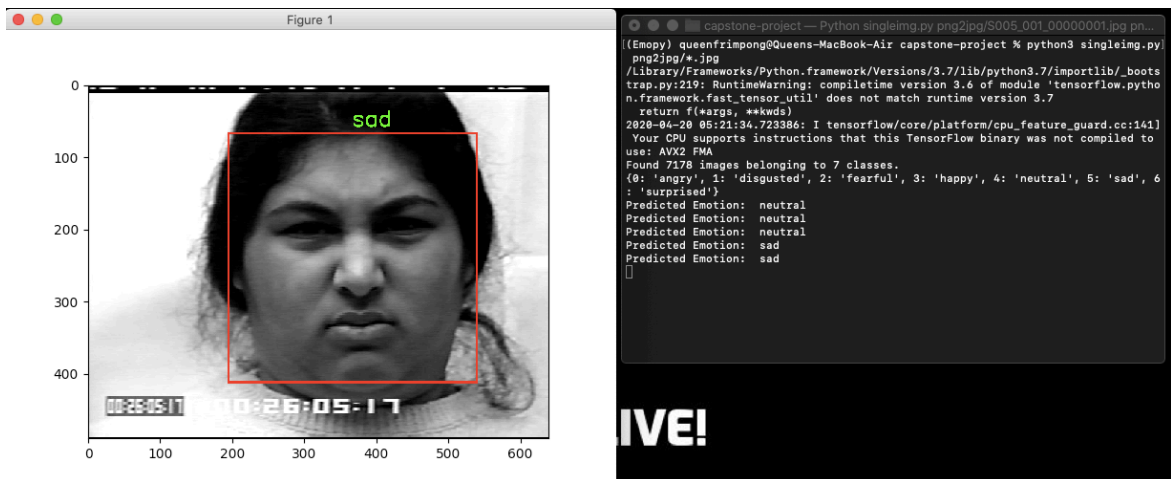 Figure 1
sad
0
100
200
300
400
0 100 200 300 400 500 600
00:26:05:17 00:26:05:17
capstone-project — Python singleimg.py png2jpg/S005_001_00000001.jpg pn...
[(Emopy) queenfrimpong@Queens-MacBook-Air capstone-project % python3 singleimg.py]
png2jpg/*.jpg
/Library/Frameworks/Python.framework/Versions/3.7/lib/python3.7/importlib/_boots
trap.py:219: RuntimeWarning: compiletime version 3.6 of module 'tensorflow.pytho
n.framework.fast_tensor_util' does not match runtime version 3.7
return f(*args, **kwds)
2020-04-20 05:21:34.723386: I tensorflow/core/platform/cpu_feature_guard.cc:141]
Your CPU supports instructions that this TensorFlow binary was not compiled to
use: AVX2 FMA
Found 7178 images belonging to 7 classes.
{0: 'angry', 1: 'disgusted', 2: 'fearful', 3: 'happy', 4: 'neutral', 5: 'sad', 6
: 'surprised'}
Predicted Emotion:  neutral
Predicted Emotion:  neutral
Predicted Emotion:  neutral
Predicted Emotion:  sad
Predicted Emotion:  sad
LIVE!